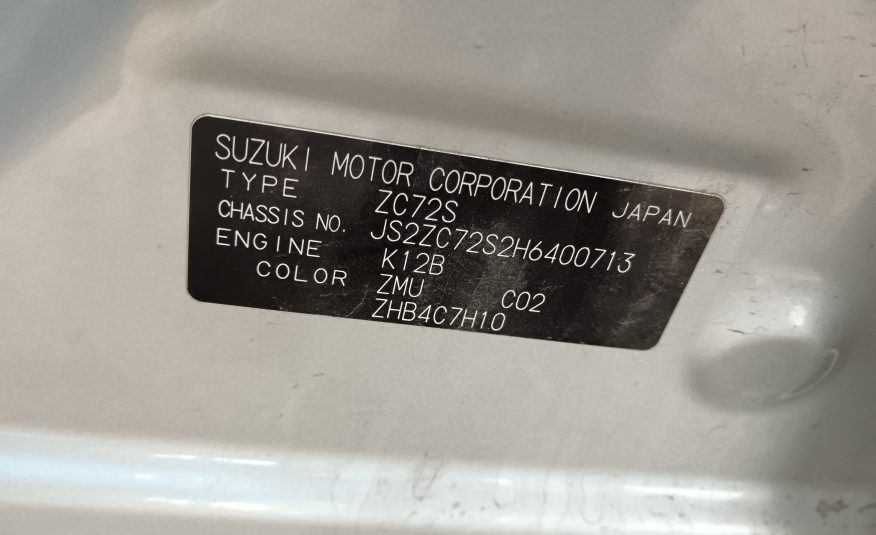 SUZUKI MOTOR CORPORATION JAPAN
TYPE ZC72S
CHASSIS NO. JS2ZC72S2H6400713
ENGINE K12B
COLOR ZMU C02
ZHB4C7H10